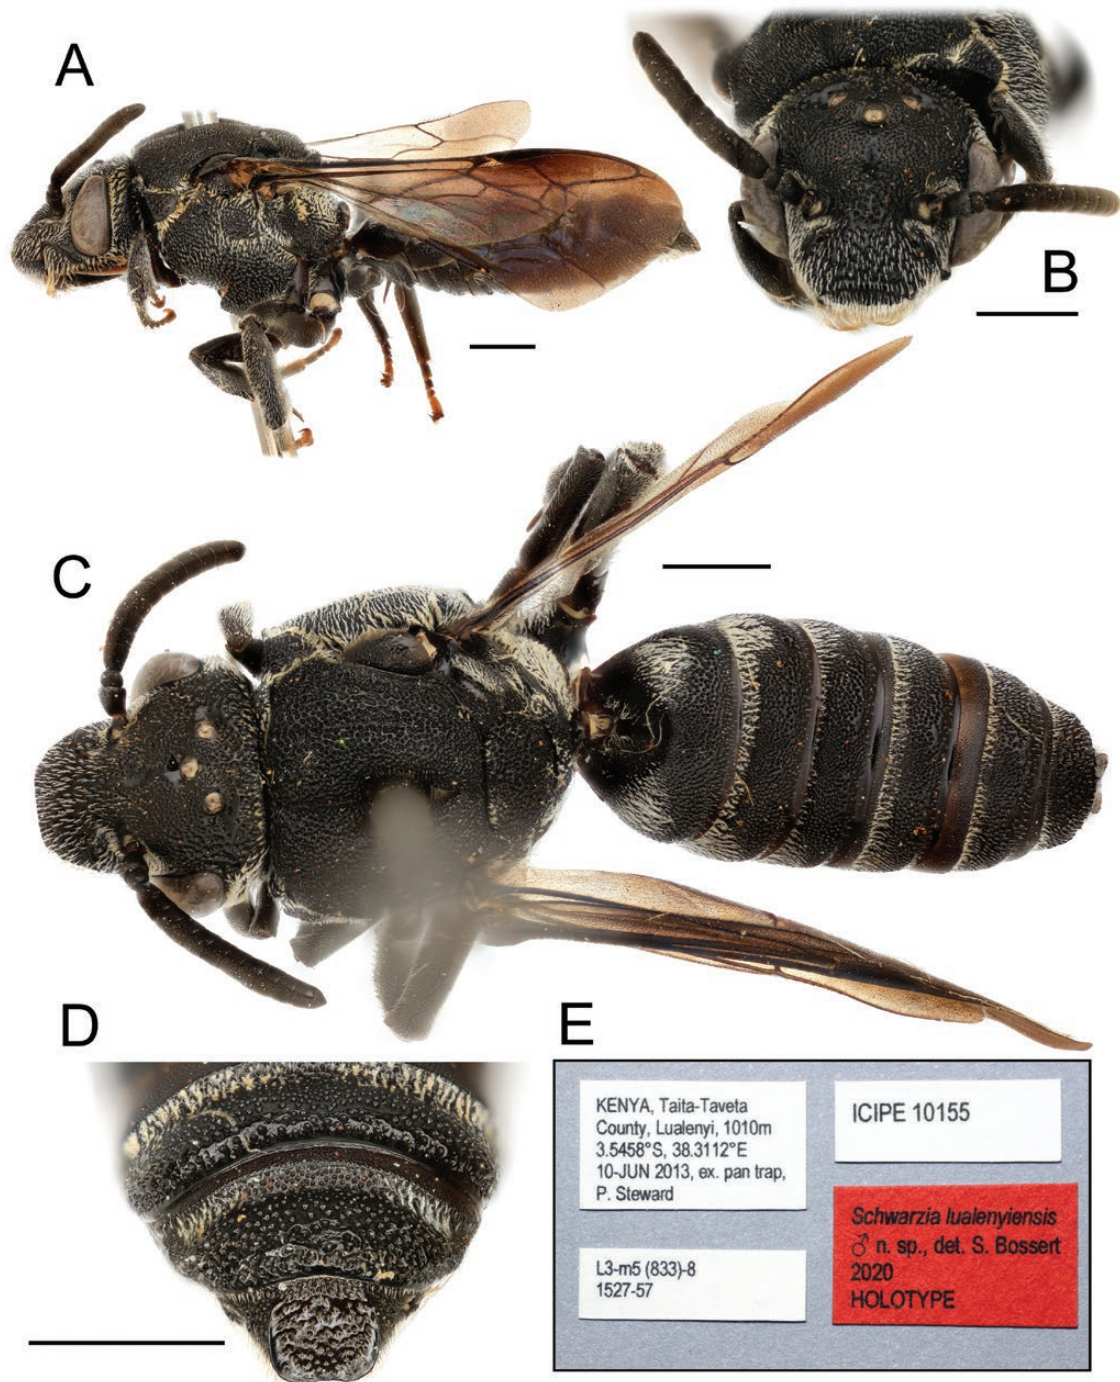 A
B
C
D
E
KENYA, Taita-Taveta
County, Lualenyi, 1010m
3.5458°S, 38.3112°E
10-JUN 2013, ex. pan trap,
P. Steward
L3-m5 (833)-8
1527-57
ICIPE 10155
Schwarzia lualenyiensis
♂ n. sp., det. S. Bossert
2020
HOLOTYPE